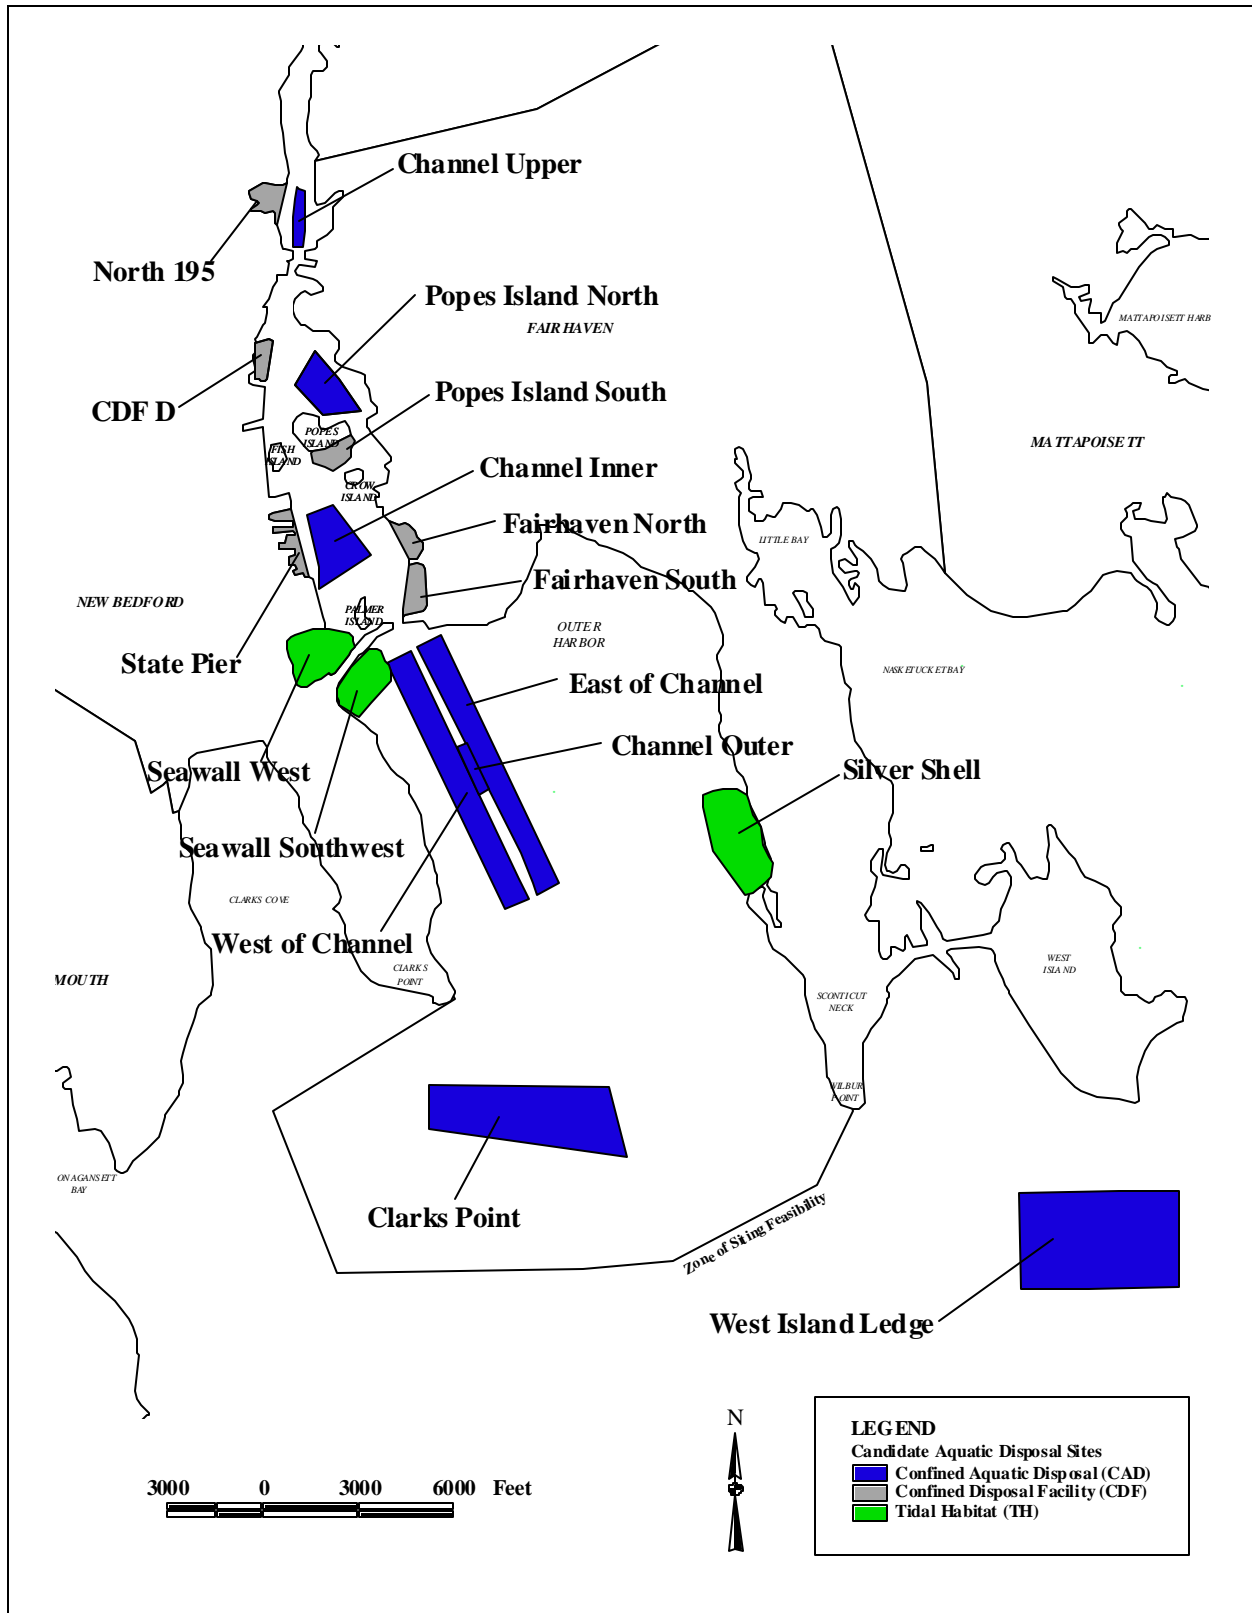 Channel Upper
North 195
Popes Island North
FAIRHAVEN
MATTAPOISETT HARB
CDF D
Popes Island South
POPES
ISLAND
FISH
ISLAND
MATTAPOISETT
Channel Inner
CROW
ISLAND
Fairhaven North
LITTLE BAY
Fairhaven South
NEW BEDFORD
PALMER
ISLAND
OUTER
HARBOR
State Pier
NASKETUCKET BAY
East of Channel
Channel Outer
Seawall West
Silver Shell
Seawall Southwest
CLARKS COVE
West of Channel
CLARKS
POINT
WEST
ISLAND
MOUTH
SCONTICUT
NECK
WILBUR
POINT
ONAGANSETT
BAY
Clarks Point
Zone of Siting Feasibility
West Island Ledge
N
LEGEND
Candidate Aquatic Disposal Sites
Confined Aquatic Disposal (CAD)
Confined Disposal Facility (CDF)
Tidal Habitat (TH)
3000 0 3000 6000 Feet